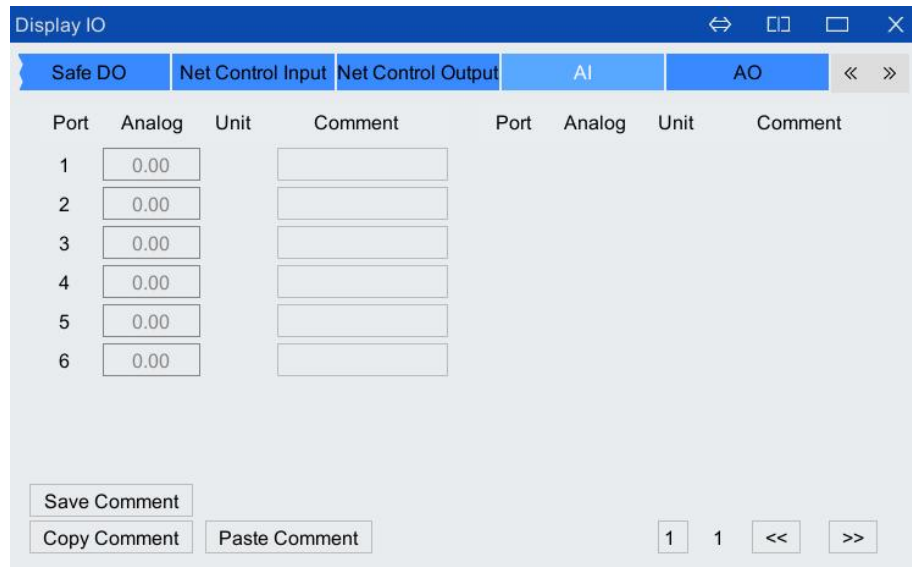 Display IO
Safe DO Net Control Input Net Control Output AI AO « »
Port Analog Unit Comment Port Analog Unit Comment
1 0.00
2 0.00
3 0.00
4 0.00
5 0.00
6 0.00
Save Comment
Copy Comment Paste Comment 1 1 << >>